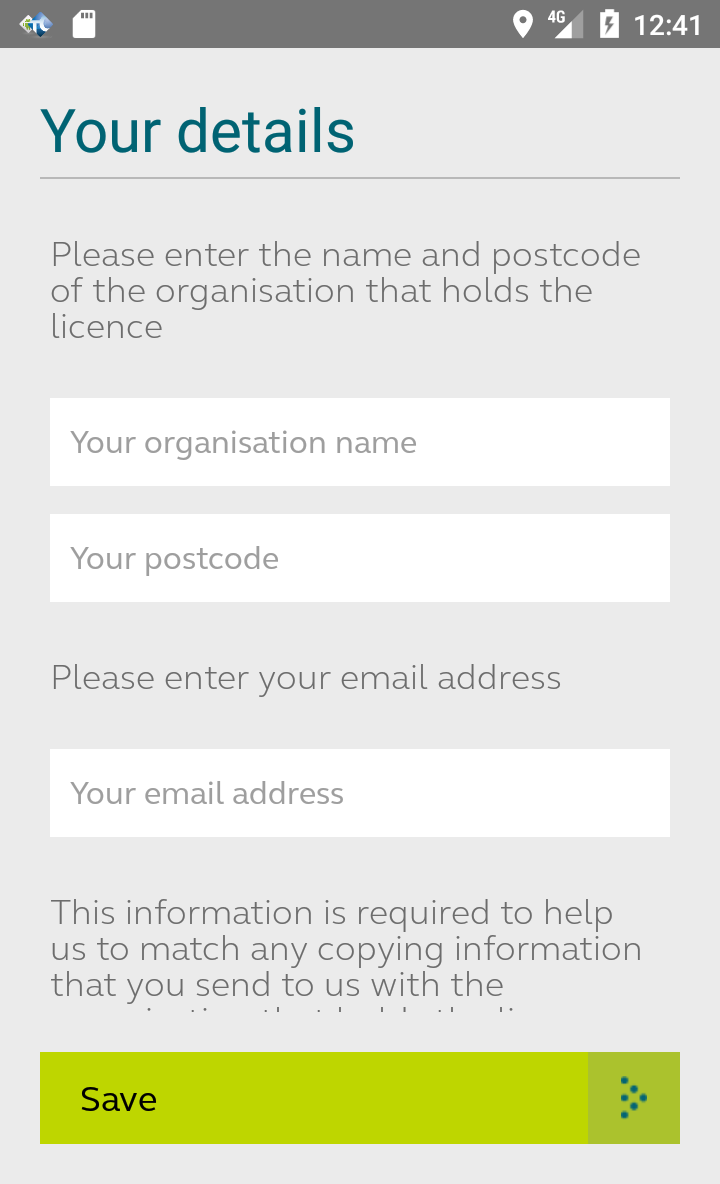 4G 12:41
Your details
Please enter the name and postcode
of the organisation that holds the
licence
Your organisation name
Your postcode
Please enter your email address
Your email address
This information is required to help
us to match any copying information
that you send to us with the
Save